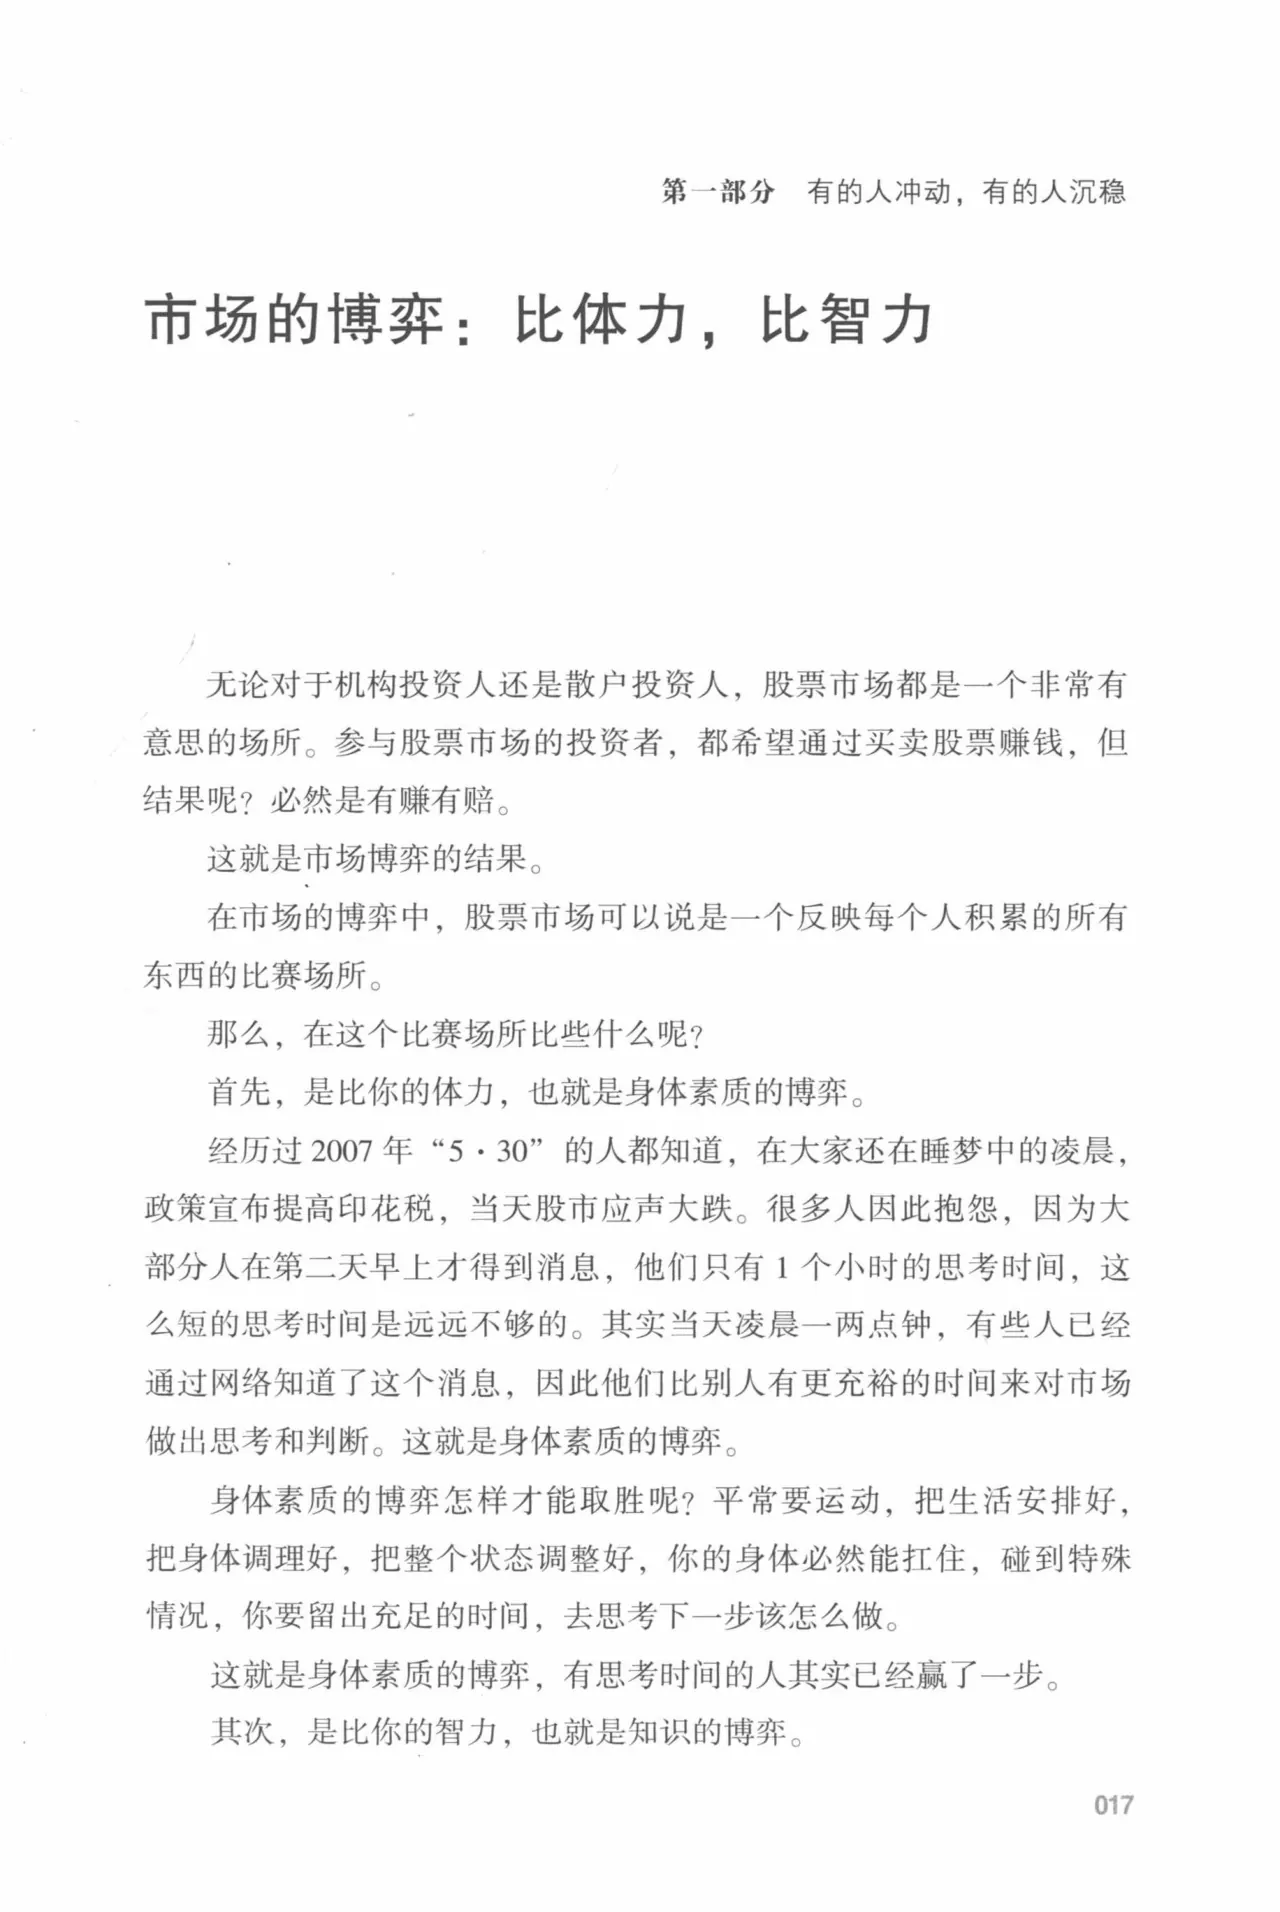 第一部分 有的人冲动，有的人沉稳
市场的博弈：比体力，比智力
无论对于机构投资人还是散户投资人，股票市场都是一个非常有
意思的场所。参与股票市场的投资者，都希望通过买卖股票赚钱，但
结果呢？必然是有赚有赔。
这就是市场博弈的结果。
在市场的博弈中，股票市场可以说是一个反映每个人积累的所有
东西的比赛场所。
那么，在这个比赛场所比些什么呢？
首先，是比你的体力，也就是身体素质的博弈。
经历过 2007 年“5·30”的人都知道，在大家还在睡梦中的凌晨，
政策宣布提高印花税，当天股市应声大跌。很多人因此抱怨，因为大
部分人在第二天早上才得到消息，他们只有 1 个小时的思考时间，这
么短的思考时间是远远不够的。其实当天凌晨一两点钟，有些人已经
通过网络知道了这个消息，因此他们比别人有更充裕的时间来对市场
做出思考和判断。这就是身体素质的博弈。
身体素质的博弈怎样才能取胜呢？平常要运动，把生活安排好，
把身体调理好，把整个状态调整好，你的身体必然能扛住，碰到特殊
情况，你要留出充足的时间，去思考下一步该怎么做。
这就是身体素质的博弈，有思考时间的人其实已经赢了一步。
其次，是比你的智力，也就是知识的博弈。
017